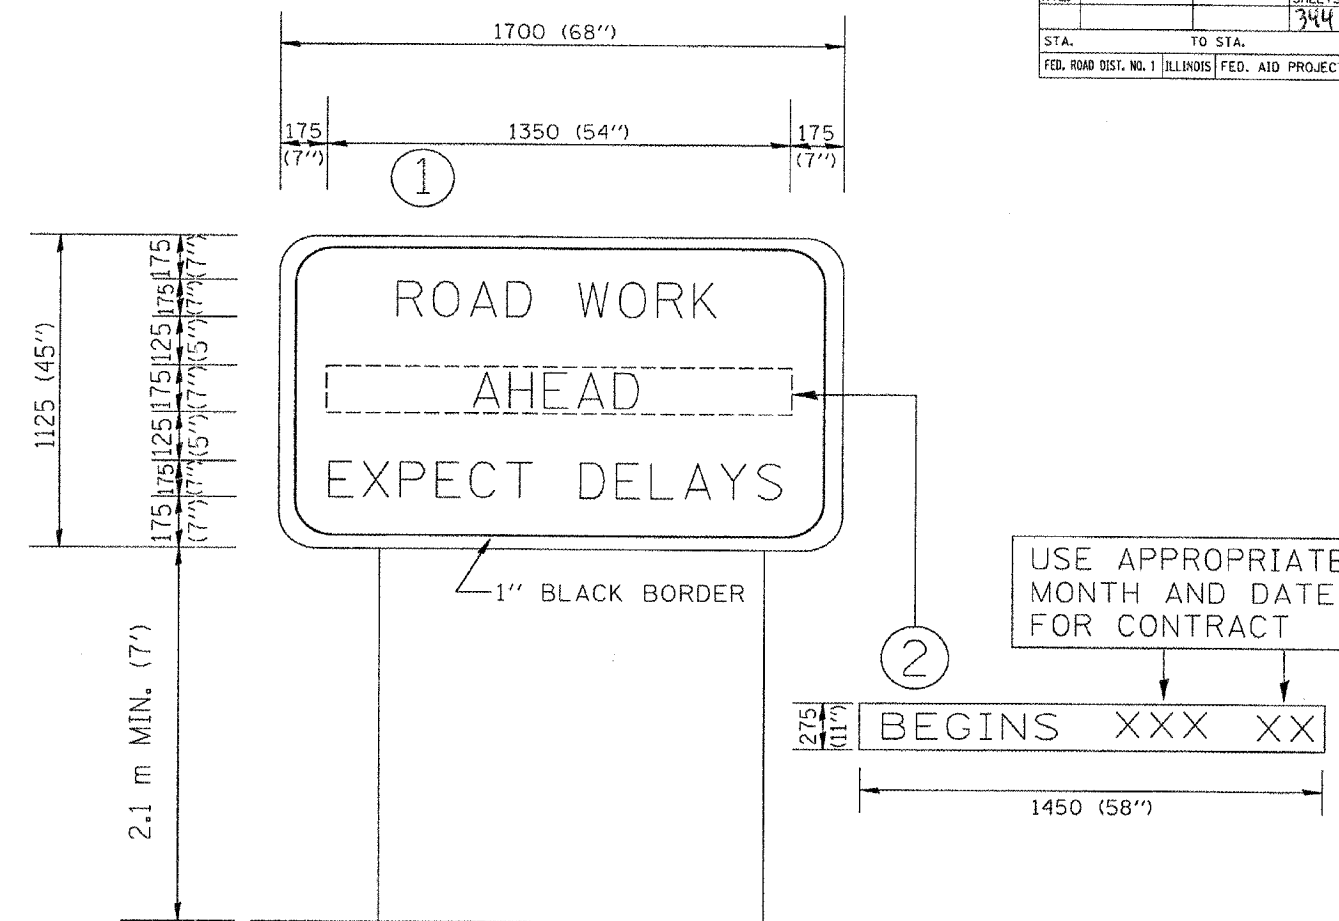 SHEETS
344
STA. TO STA.
FED. ROAD DIST. NO. 1 ILLINOIS FED. AID PROJECT
1700 (68'')
175 (7'')
1350 (54'')
175 (7'')
1
1125 (45'')
175 (7'')
175 (7'')
125 (5'')
175 (7'')
125 (5'')
175 (7'')
175 (7'')
ROAD WORK
AHEAD
EXPECT DELAYS
1'' BLACK BORDER
2.1 m MIN. (7')
2
USE APPROPRIATE
MONTH AND DATE
FOR CONTRACT
275 (11'')
BEGINS XXX XX
1450 (58'')